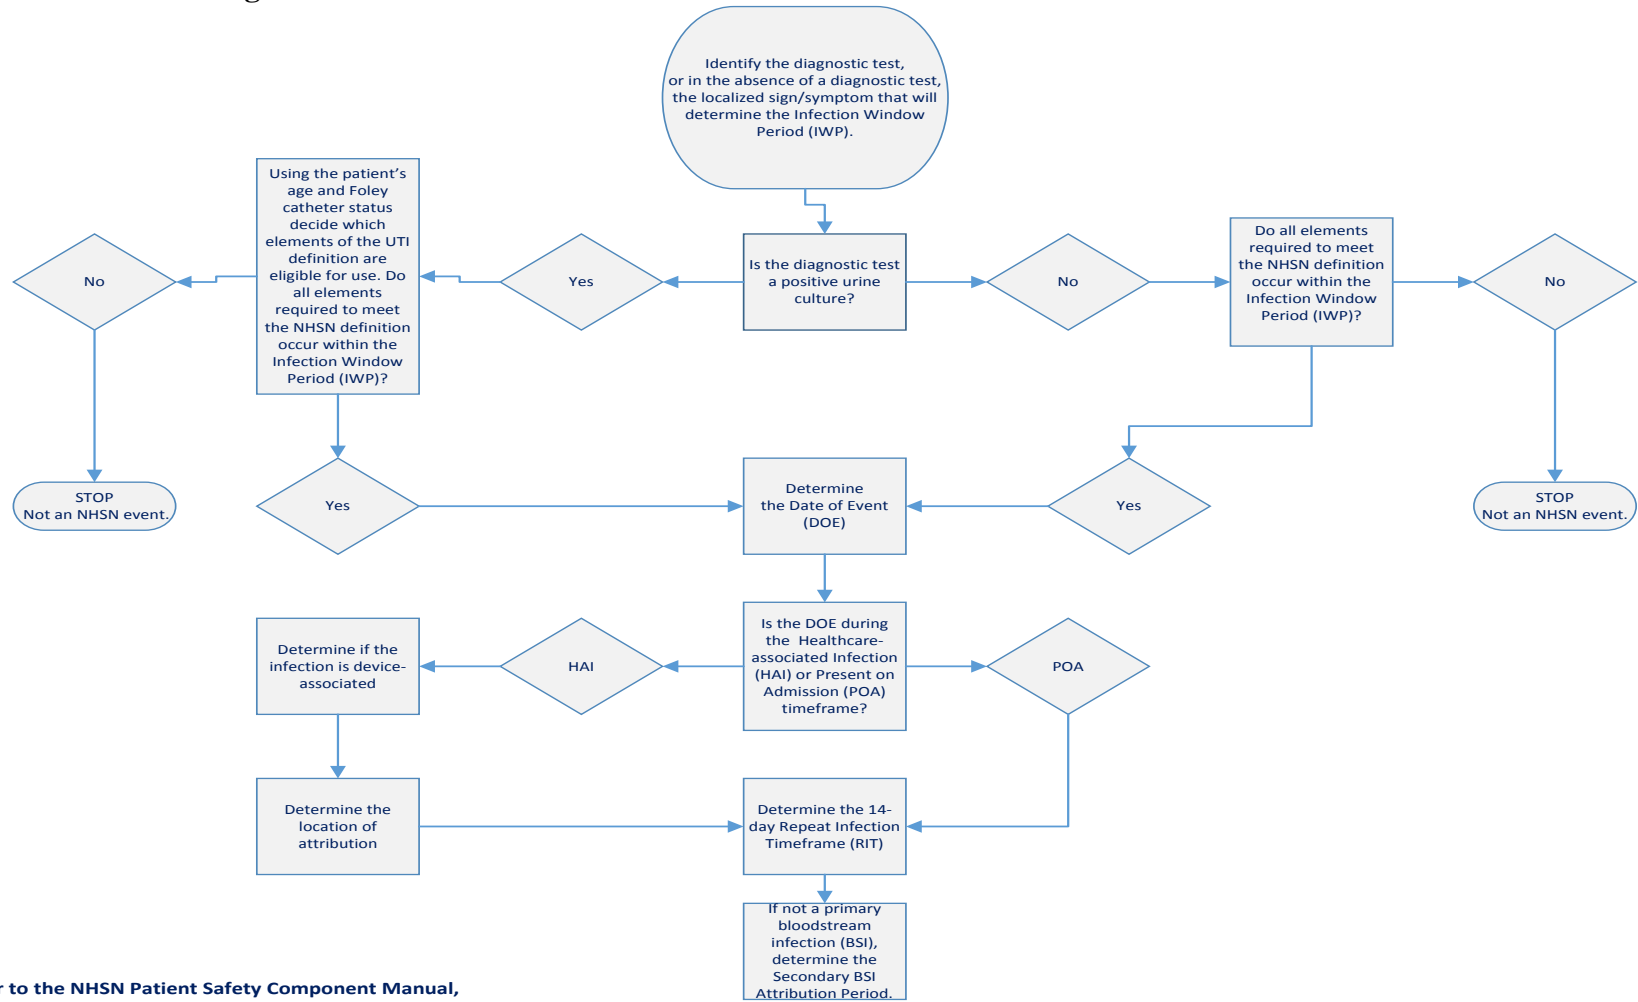 Identify the diagnostic test,
or in the absence of a diagnostic test,
the localized sign/symptom that will
determine the Infection Window
Period (IWP).
Using the patient’s
age and Foley
catheter status
decide which
elements of the UTI
definition are
eligible for use. Do
all elements
required to meet
the NHSN definition
occur within the
Infection Window
Period (IWP)?
Do all elements
required to meet
the NHSN definition
occur within the
Infection Window
Period (IWP)?
No
Yes
Is the diagnostic test
a positive urine
culture?
No
No
STOP
Not an NHSN event.
Yes
Determine
the Date of Event
(DOE)
Yes
STOP
Not an NHSN event.
Determine if the
infection is device-
associated
HAI
Is the DOE during
the Healthcare-
associated Infection
(HAI) or Present on
Admission (POA)
timeframe?
POA
Determine the
location of
attribution
Determine the 14-
day Repeat Infection
Timeframe (RIT)
If not a primary
bloodstream
infection (BSI),
determine the
Secondary BSI
Attribution Period.
to the NHSN Patient Safety Component Manual,